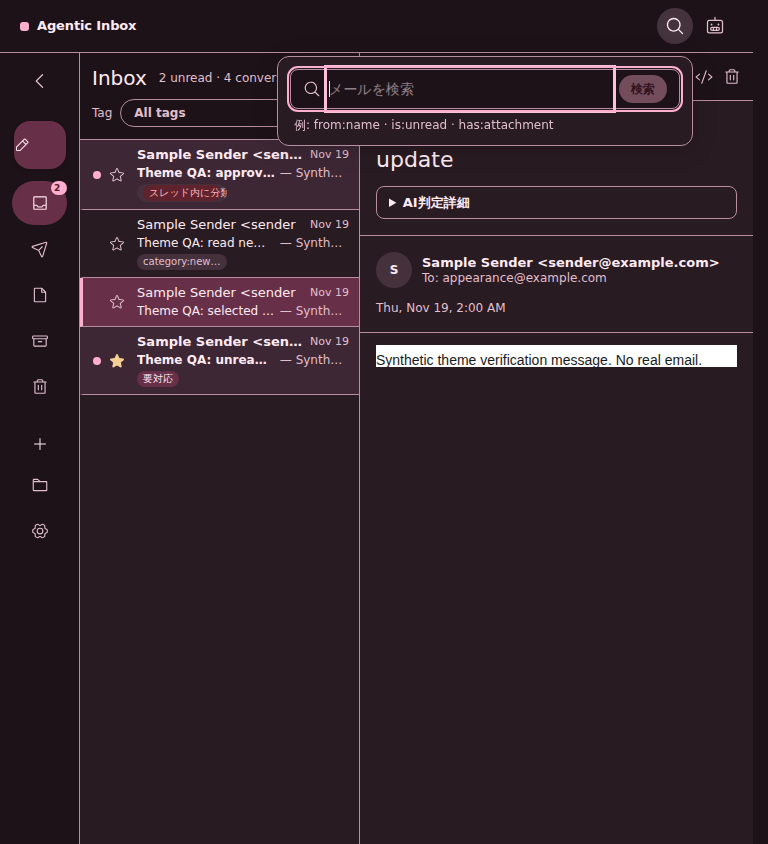 Agentic Inbox
Inbox 2 unread · 4 conver
Tag All tags
メールを検索 検索
例: from:name · is:unread · has:attachment
2
Sample Sender <sen… Nov 19
Theme QA: approv… — Synth…
スレッド内に分類
Sample Sender <sender Nov 19
Theme QA: read ne… — Synth…
category:new…
Sample Sender <sender Nov 19
Theme QA: selected … — Synth…
Sample Sender <sen… Nov 19
Theme QA: unrea… — Synth…
要対応
update
AI判定詳細
S
Sample Sender <sender@example.com>
To: appearance@example.com
Thu, Nov 19, 2:00 AM
Synthetic theme verification message. No real email.